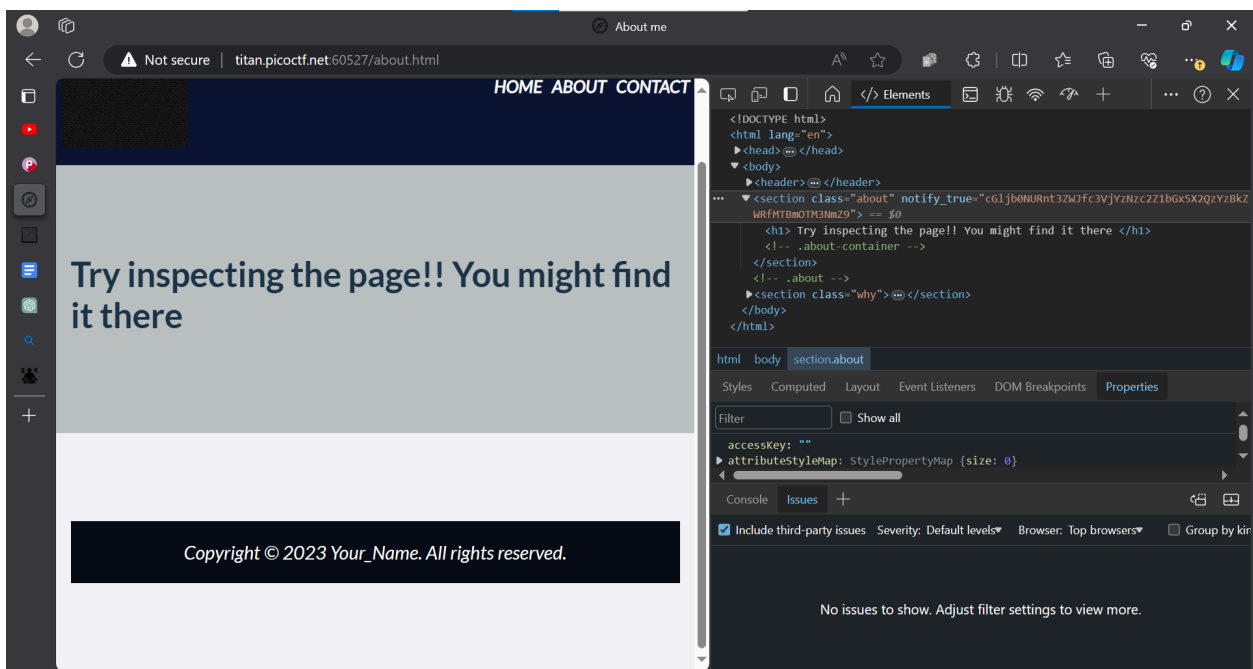 About me
Not secure | titan.picoctf.net:60527/about.html
HOME ABOUT CONTACT
Try inspecting the page!! You might find
it there
Copyright © 2023 Your_Name. All rights reserved.
</> Elements
<!DOCTYPE html>
<html lang="en">
▶<head> ⋯ </head>
▼<body>
▶<header> ⋯ </header>
⋯ ▼<section class="about" notify_true="cGljb0NURnt3ZWJfc3VjYzNzc2Z1bGx5X2QzYzBkZ
WRfMTBmOTM3NmZ9"> == $0
<h1> Try inspecting the page!! You might find it there </h1>
<!-- .about-container -->
</section>
<!-- .about -->
▶<section class="why"> ⋯ </section>
</body>
</html>
html body section.about
Styles Computed Layout Event Listeners DOM Breakpoints Properties
Filter Show all
accessKey: ""
▶ attributeStyleMap: StylePropertyMap {size: 0}
Console Issues
Include third-party issues Severity: Default levels▾ Browser: Top browsers▾ Group by kin
No issues to show. Adjust filter settings to view more.